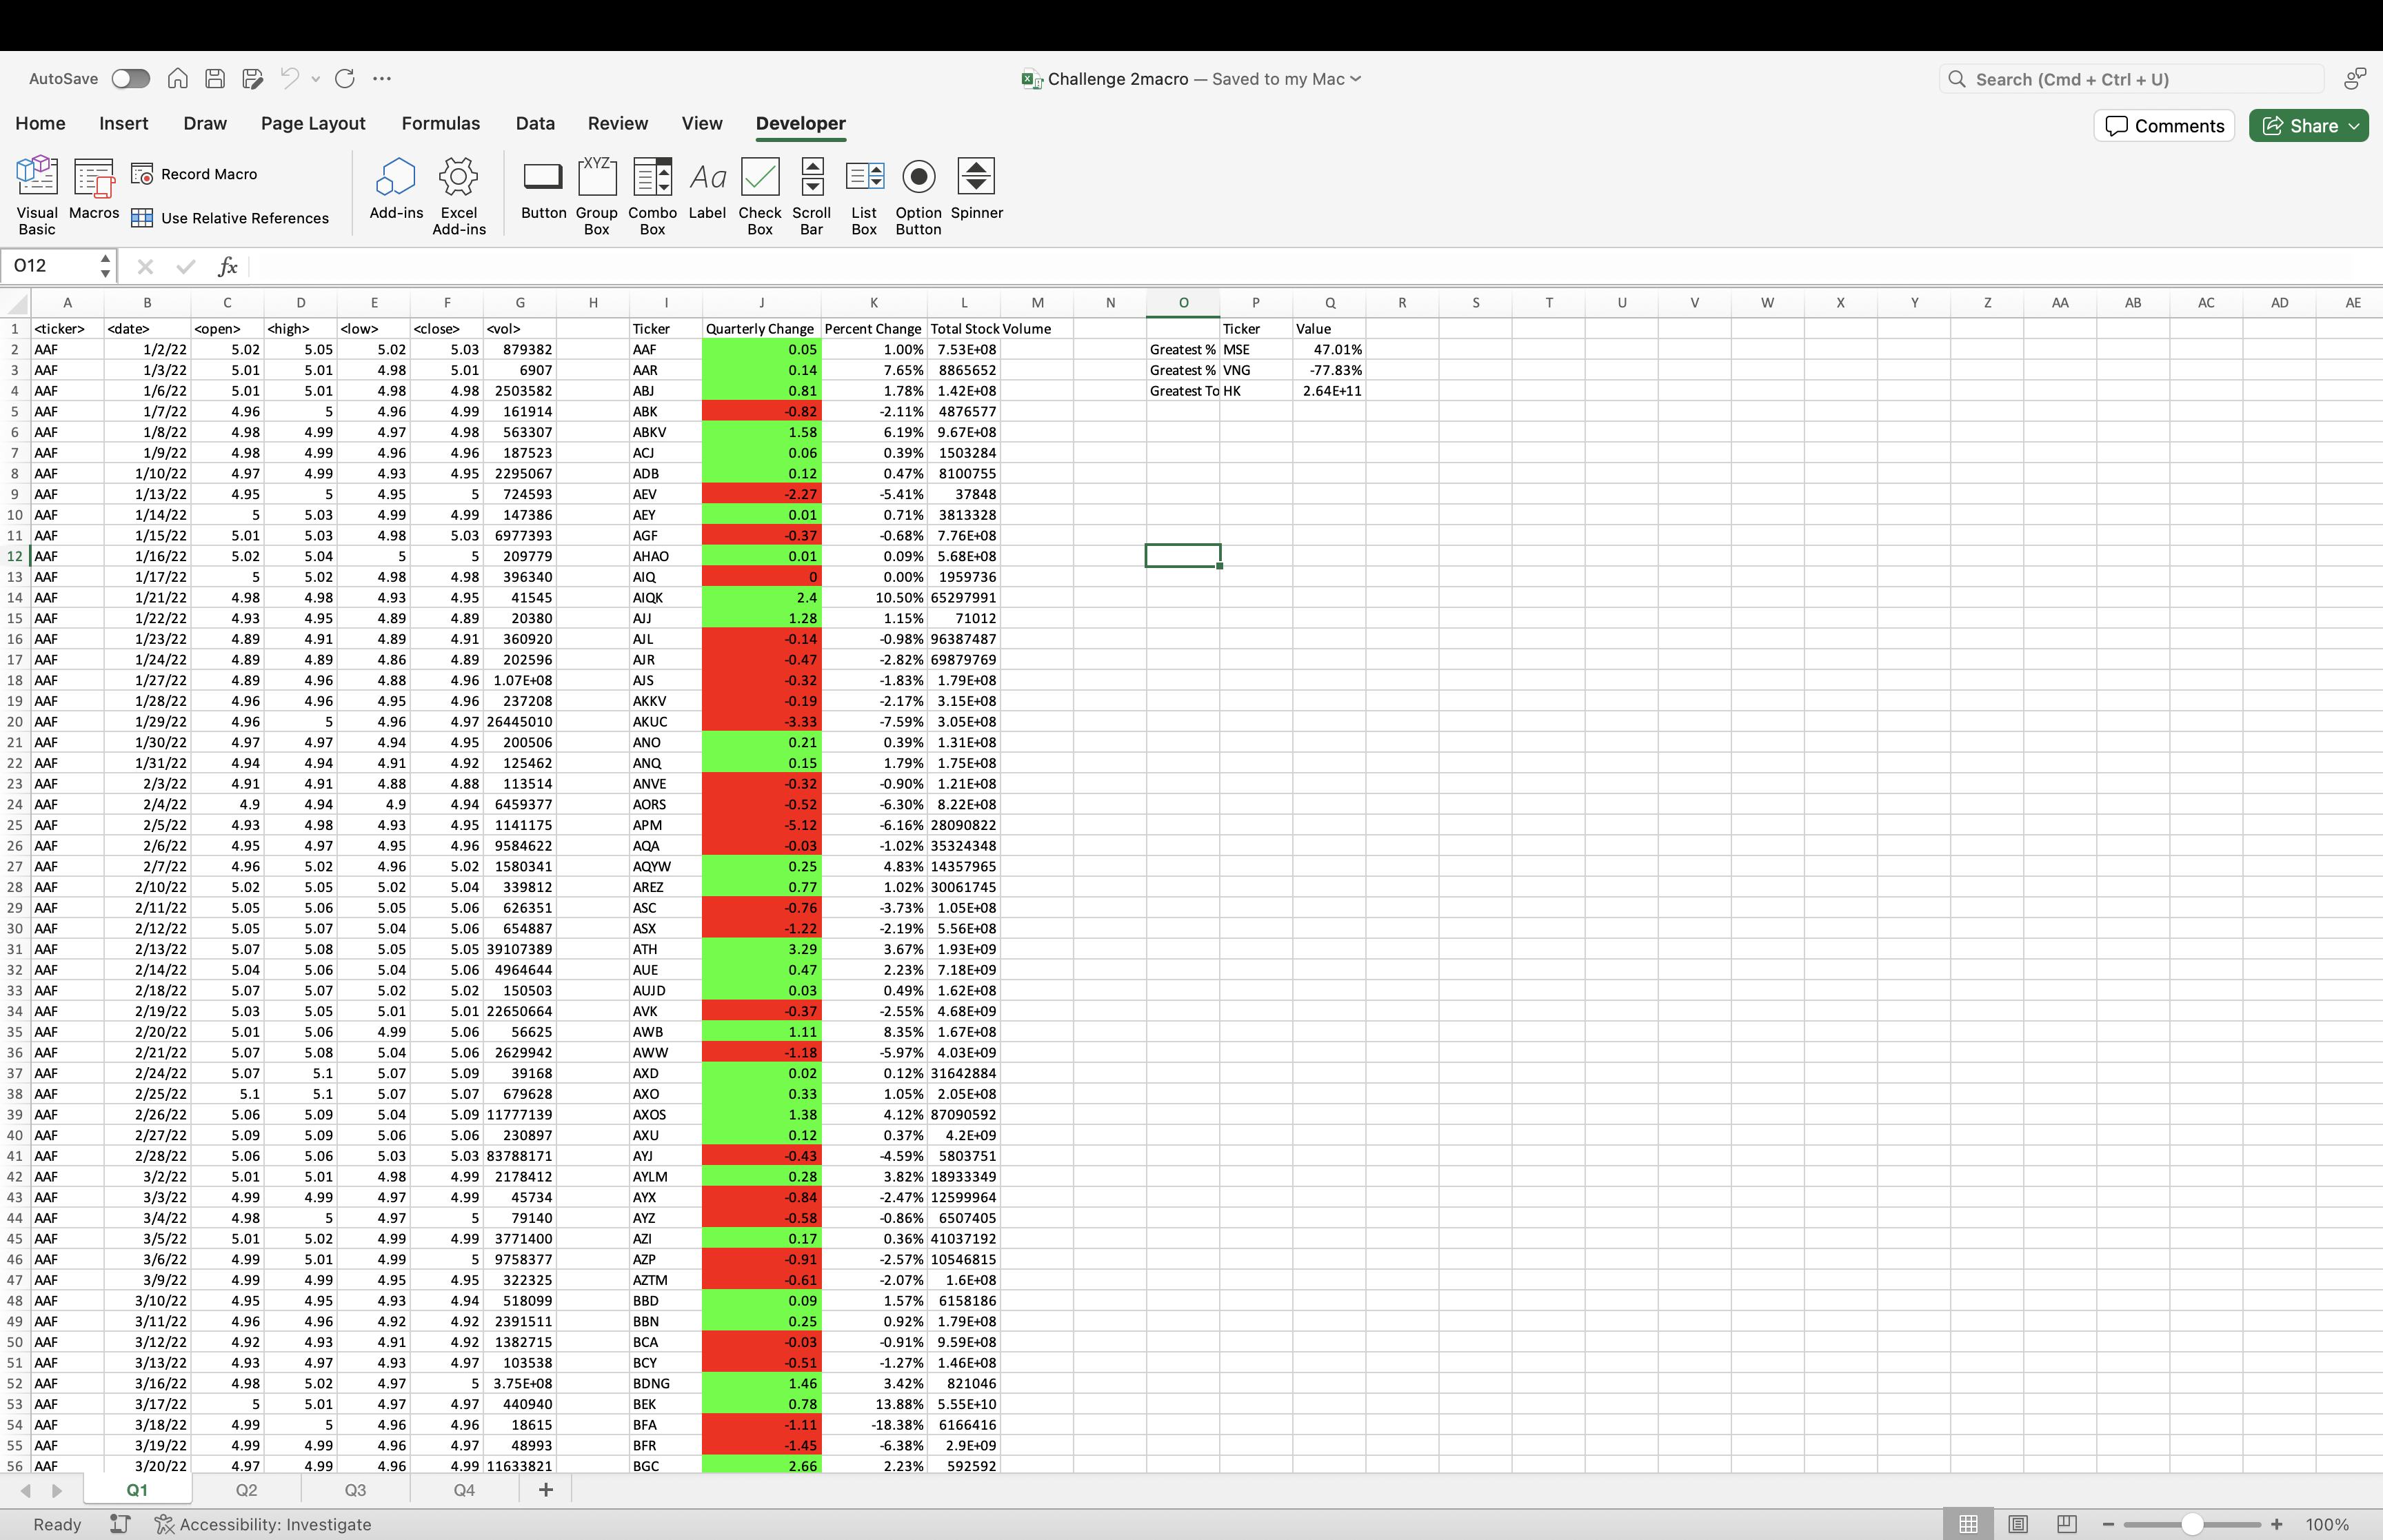 AutoSave
Challenge 2macro — Saved to my Mac
Search (Cmd + Ctrl + U)
Home Insert Draw Page Layout Formulas Data Review View Developer
Comments Share
Visual Basic Macros Record Macro Use Relative References Add-ins Excel Add-ins Button Group Box Combo Box Label Check Box Scroll Bar List Box Option Button Spinner
XYZ Aa
O12 fx
A B C D E F G H I J K L M N O P Q R S T U V W X Y Z AA AB AC AD AE
1 <ticker> <date> <open> <high> <low> <close> <vol> Ticker Quarterly Change Percent Change Total Stock Volume Ticker Value
2 AAF 1/2/22 5.02 5.05 5.02 5.03 879382 AAF 0.05 1.00% 7.53E+08 Greatest % MSE 47.01%
3 AAF 1/3/22 5.01 5.01 4.98 5.01 6907 AAR 0.14 7.65% 8865652 Greatest % VNG -77.83%
4 AAF 1/6/22 5.01 5.01 4.98 4.98 2503582 ABJ 0.81 1.78% 1.42E+08 Greatest To HK 2.64E+11
5 AAF 1/7/22 4.96 5 4.96 4.99 161914 ABK -0.82 -2.11% 4876577
6 AAF 1/8/22 4.98 4.99 4.97 4.98 563307 ABKV 1.58 6.19% 9.67E+08
7 AAF 1/9/22 4.98 4.99 4.96 4.96 187523 ACJ 0.06 0.39% 1503284
8 AAF 1/10/22 4.97 4.99 4.93 4.95 2295067 ADB 0.12 0.47% 8100755
9 AAF 1/13/22 4.95 5 4.95 5 724593 AEV -2.27 -5.41% 37848
10 AAF 1/14/22 5 5.03 4.99 4.99 147386 AEY 0.01 0.71% 3813328
11 AAF 1/15/22 5.01 5.03 4.98 5.03 6977393 AGF -0.37 -0.68% 7.76E+08
12 AAF 1/16/22 5.02 5.04 5 5 209779 AHAO 0.01 0.09% 5.68E+08
13 AAF 1/17/22 5 5.02 4.98 4.98 396340 AIQ 0 0.00% 1959736
14 AAF 1/21/22 4.98 4.98 4.93 4.95 41545 AIQK 2.4 10.50% 65297991
15 AAF 1/22/22 4.93 4.95 4.89 4.89 20380 AJJ 1.28 1.15% 71012
16 AAF 1/23/22 4.89 4.91 4.89 4.91 360920 AJL -0.14 -0.98% 96387487
17 AAF 1/24/22 4.89 4.89 4.86 4.89 202596 AJR -0.47 -2.82% 69879769
18 AAF 1/27/22 4.89 4.96 4.88 4.96 1.07E+08 AJS -0.32 -1.83% 1.79E+08
19 AAF 1/28/22 4.96 4.96 4.95 4.96 237208 AKKV -0.19 -2.17% 3.15E+08
20 AAF 1/29/22 4.96 5 4.96 4.97 26445010 AKUC -3.33 -7.59% 3.05E+08
21 AAF 1/30/22 4.97 4.97 4.94 4.95 200506 ANO 0.21 0.39% 1.31E+08
22 AAF 1/31/22 4.94 4.94 4.91 4.92 125462 ANQ 0.15 1.79% 1.75E+08
23 AAF 2/3/22 4.91 4.91 4.88 4.88 113514 ANVE -0.32 -0.90% 1.21E+08
24 AAF 2/4/22 4.9 4.94 4.9 4.94 6459377 AORS -0.52 -6.30% 8.22E+08
25 AAF 2/5/22 4.93 4.98 4.93 4.95 1141175 APM -5.12 -6.16% 28090822
26 AAF 2/6/22 4.95 4.97 4.95 4.96 9584622 AQA -0.03 -1.02% 35324348
27 AAF 2/7/22 4.96 5.02 4.96 5.02 1580341 AQYW 0.25 4.83% 14357965
28 AAF 2/10/22 5.02 5.05 5.02 5.04 339812 AREZ 0.77 1.02% 30061745
29 AAF 2/11/22 5.05 5.06 5.05 5.06 626351 ASC -0.76 -3.73% 1.05E+08
30 AAF 2/12/22 5.05 5.07 5.04 5.06 654887 ASX -1.22 -2.19% 5.56E+08
31 AAF 2/13/22 5.07 5.08 5.05 5.05 39107389 ATH 3.29 3.67% 1.93E+09
32 AAF 2/14/22 5.04 5.06 5.04 5.06 4964644 AUE 0.47 2.23% 7.18E+09
33 AAF 2/18/22 5.07 5.07 5.02 5.02 150503 AUJD 0.03 0.49% 1.62E+08
34 AAF 2/19/22 5.03 5.05 5.01 5.01 22650664 AVK -0.37 -2.55% 4.68E+09
35 AAF 2/20/22 5.01 5.06 4.99 5.06 56625 AWB 1.11 8.35% 1.67E+08
36 AAF 2/21/22 5.07 5.08 5.04 5.06 2629942 AWW -1.18 -5.97% 4.03E+09
37 AAF 2/24/22 5.07 5.1 5.07 5.09 39168 AXD 0.02 0.12% 31642884
38 AAF 2/25/22 5.1 5.1 5.07 5.07 679628 AXO 0.33 1.05% 2.05E+08
39 AAF 2/26/22 5.06 5.09 5.04 5.09 11777139 AXOS 1.38 4.12% 87090592
40 AAF 2/27/22 5.09 5.09 5.06 5.06 230897 AXU 0.12 0.37% 4.2E+09
41 AAF 2/28/22 5.06 5.06 5.03 5.03 83788171 AYJ -0.43 -4.59% 5803751
42 AAF 3/2/22 5.01 5.01 4.98 4.99 2178412 AYLM 0.28 3.82% 18933349
43 AAF 3/3/22 4.99 4.99 4.97 4.99 45734 AYX -0.84 -2.47% 12599964
44 AAF 3/4/22 4.98 5 4.97 5 79140 AYZ -0.58 -0.86% 6507405
45 AAF 3/5/22 5.01 5.02 4.99 4.99 3771400 AZI 0.17 0.36% 41037192
46 AAF 3/6/22 4.99 5.01 4.99 5 9758377 AZP -0.91 -2.57% 10546815
47 AAF 3/9/22 4.99 4.99 4.95 4.95 322325 AZTM -0.61 -2.07% 1.6E+08
48 AAF 3/10/22 4.95 4.95 4.93 4.94 518099 BBD 0.09 1.57% 6158186
49 AAF 3/11/22 4.96 4.96 4.92 4.92 2391511 BBN 0.25 0.92% 1.79E+08
50 AAF 3/12/22 4.92 4.93 4.91 4.92 1382715 BCA -0.03 -0.91% 9.59E+08
51 AAF 3/13/22 4.93 4.97 4.93 4.97 103538 BCY -0.51 -1.27% 1.46E+08
52 AAF 3/16/22 4.98 5.02 4.97 5 3.75E+08 BDNG 1.46 3.42% 821046
53 AAF 3/17/22 5 5.01 4.97 4.97 440940 BEK 0.78 13.88% 5.55E+10
54 AAF 3/18/22 4.99 5 4.96 4.96 18615 BFA -1.11 -18.38% 6166416
55 AAF 3/19/22 4.99 4.99 4.96 4.97 48993 BFR -1.45 -6.38% 2.9E+09
56 AAF 3/20/22 4.97 4.99 4.96 4.99 11633821 BGC 2.66 2.23% 592592
Q1 Q2 Q3 Q4 +
Ready Accessibility: Investigate 100%